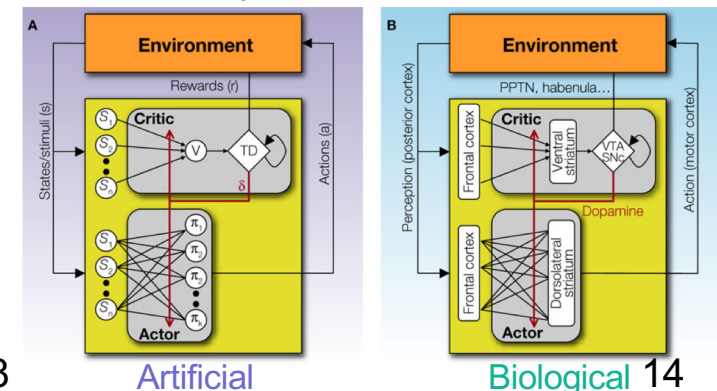 A
Environment
Rewards (r)
States/stimuli (s)
Actions (a)
Critic
S1
S2
Sn
V
TD
δ
S1
S2
Sn
π1
π2
π2
πk
Actor
Artificial
B
Environment
PPTN, habenula...
Perception (posterior cortex)
Action (motor cortex)
Critic
Frontal cortex
Ventral
striatum
VTA
SNc
Dopamine
Frontal cortex
Dorsolateral
striatum
Actor
Biological
14